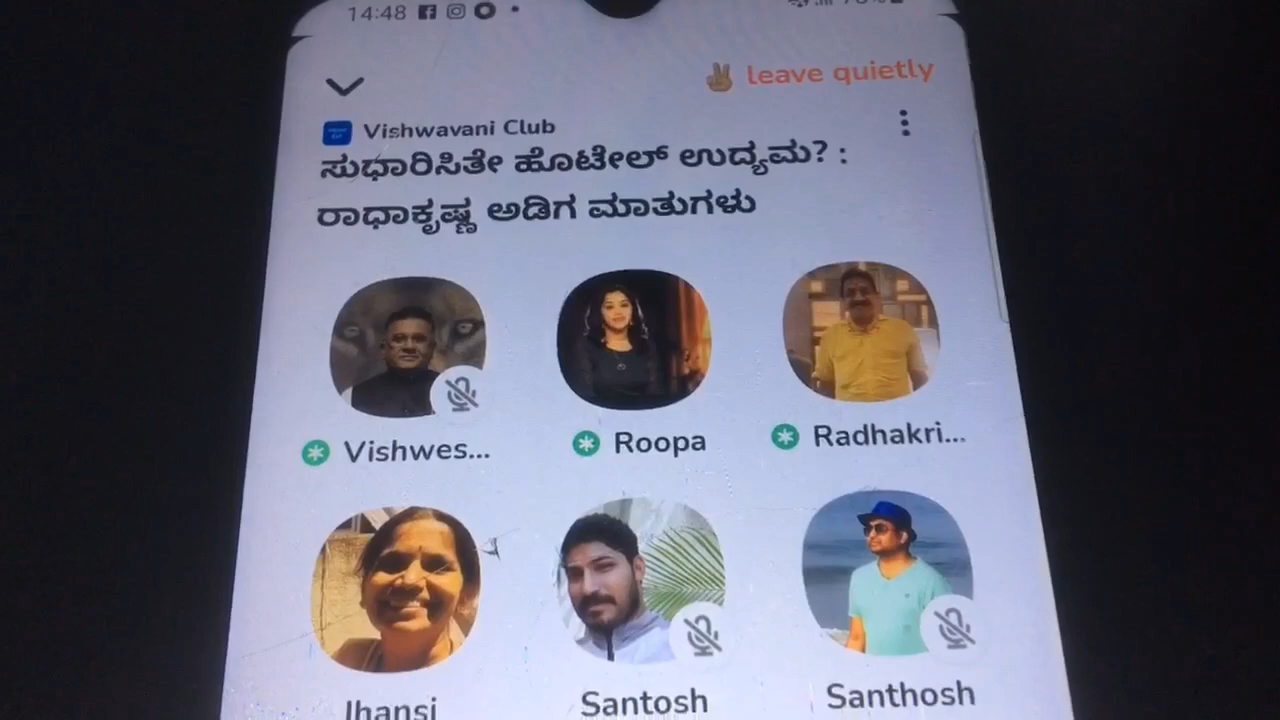 14:48
leave quietly
Vishwavani Club
ಸುಧಾರಿಸಿತೇ ಹೊಟೇಲ್ ಉದ್ಯಮ? :
ರಾಧಾಕೃಷ್ಣ ಅಡಿಗ ಮಾತುಗಳು
Vishwes... Roopa Radhakri...
Jhansi Santosh Santhosh